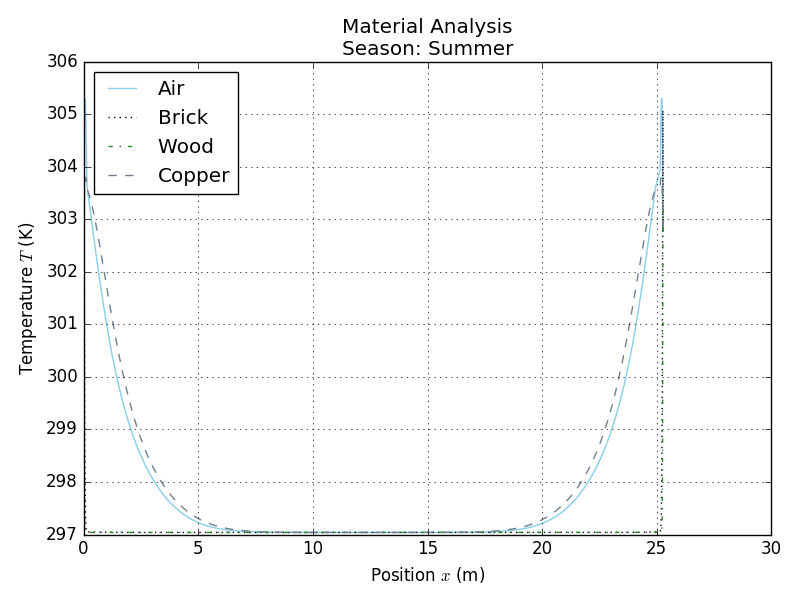 Material Analysis
Season: Summer
306
305
304
303
302
301
300
299
298
297
Temperature T (K)
Air
Brick
Wood
Copper
0
5
10
15
20
25
30
Position x (m)